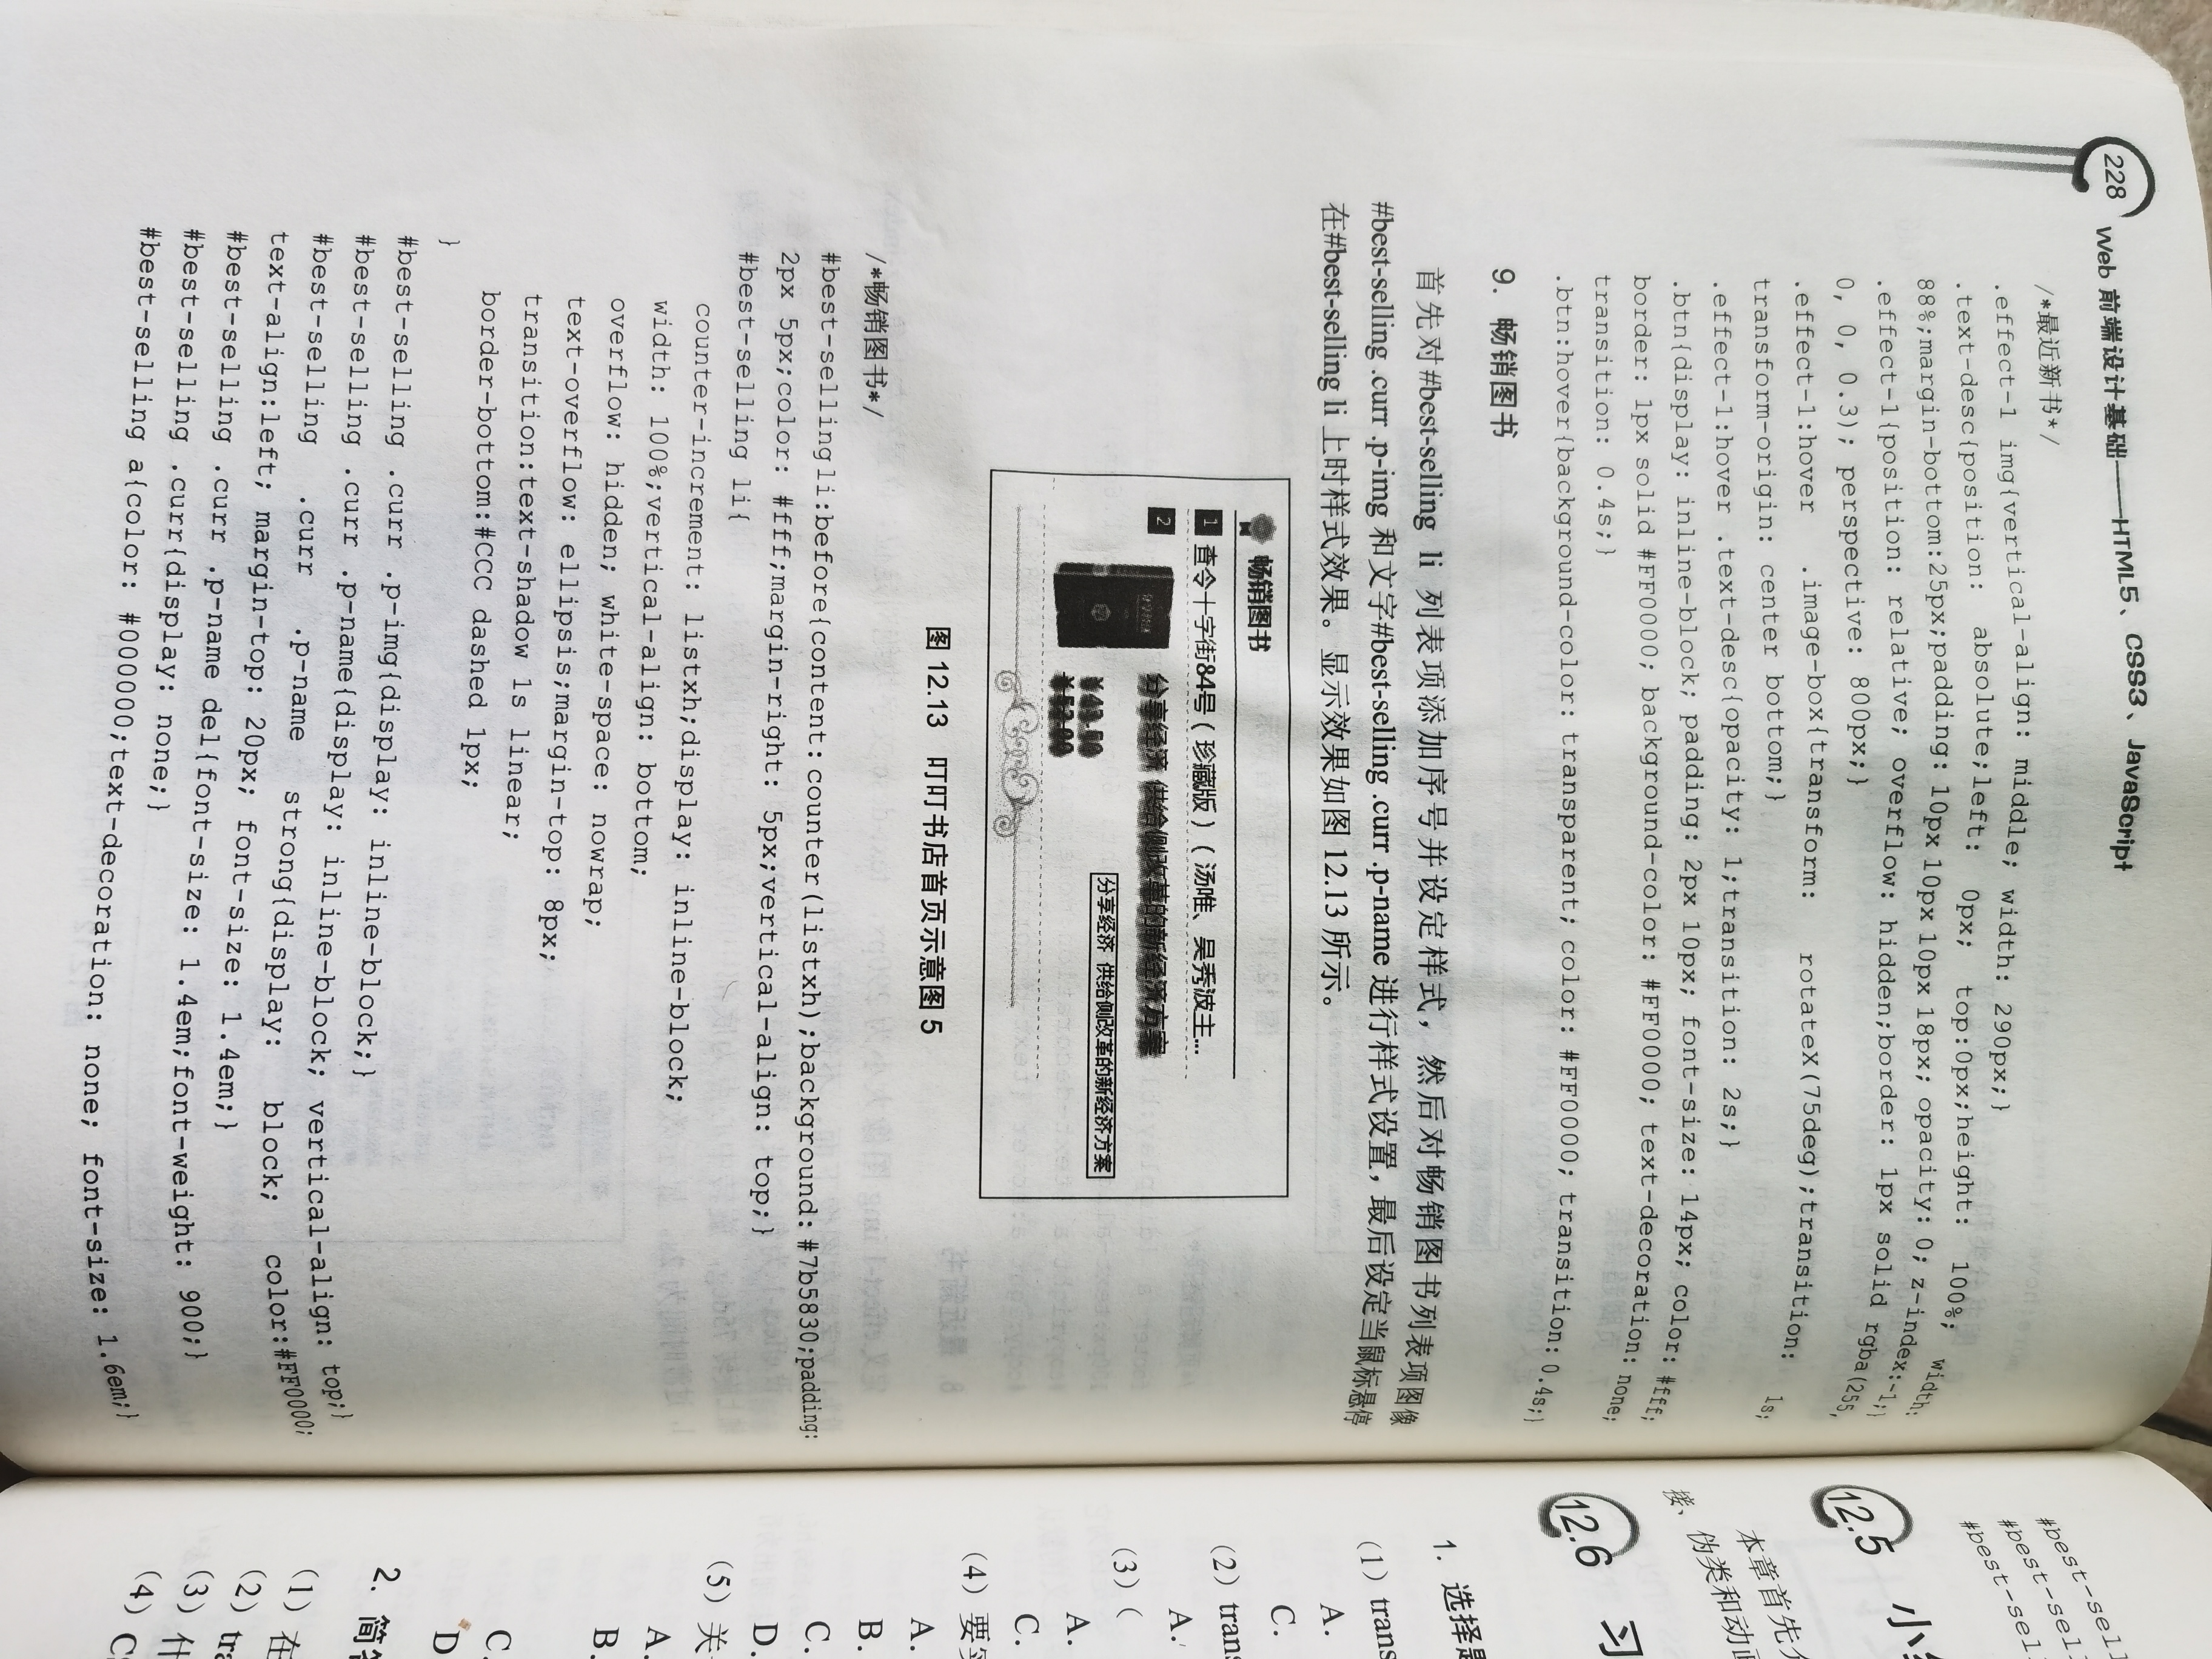 228
Web 前端设计基础——HTML5、CSS3、JavaScript
/*最近新书*/
.effect-1 img{vertical-align: middle; width: 290px;}
.text-desc{position: absolute;left: 0px; top:0px;height: 100%; width:
88%;margin-bottom:25px;padding: 10px 10px 10px 18px; opacity: 0; z-index:-1;}
.effect-1{position: relative; overflow: hidden;border: 1px solid rgba(255,
0, 0, 0.3); perspective: 800px;}
.effect-1:hover .image-box{transform: rotateX(75deg);transition: 1s;
transform-origin: center bottom;}
.effect-1:hover .text-desc{opacity: 1;transition: 2s;}
.btn{display: inline-block; padding: 2px 10px; font-size: 14px; color: #fff;
border: 1px solid #FF0000; background-color: #FF0000; text-decoration: none;
transition: 0.4s;}
.btn:hover{background-color: transparent; color: #FF0000; transition: 0.4s;}
9. 畅销图书
首先对#best-selling li 列表项添加序号并设定样式，然后对畅销图书列表项图像
#best-selling .curr .p-img 和文字#best-selling .curr .p-name 进行样式设置，最后设定当鼠标悬停
在#best-selling li 上时样式效果。显示效果如图 12.13 所示。
畅销图书
1 查令十字街84号（珍藏版）（汤唯、吴秀波主...
2 分享经济 供给侧改革的新经济方案
分享经济 供给侧改革的新经济方案
¥43.50
¥52.00
图 12.13 叮叮书店首页示意图 5
/*畅销图书*/
#best-selling li:before{content: counter(listxh);background: #7b5830;padding:
2px 5px;color: #fff;margin-right: 5px;vertical-align: top;}
#best-selling li{
counter-increment: listxh;display: inline-block;
width: 100%;vertical-align: bottom;
overflow: hidden; white-space: nowrap;
text-overflow: ellipsis;margin-top: 8px;
transition:text-shadow 1s linear;
border-bottom:#CCC dashed 1px;
}
#best-selling .curr .p-img{display: inline-block;}
#best-selling .curr .p-name{display: inline-block; vertical-align: top;}
#best-selling .curr .p-name strong{display: block; color:#FF0000;
text-align:left; margin-top: 20px; font-size: 1.4em;}
#best-selling .curr .p-name del{font-size: 1.4em;font-weight: 900;}
#best-selling .curr{display: none;}
#best-selling a{color: #000000;text-decoration: none; font-size: 1.6em;}
#best-sell
#best-sell
#best-sell
12.5 小
本章首先
接、伪类和动画
12.6 习
1. 选择题
（1）trans
A.
C.
（2）trans
A.
（3）（
A.
C.
（4）要实
A.
B.
C.
D.
（5）关
A.
B.
C.
D
2. 简答
（1）在
（2）tra
（3）什
（4）CS